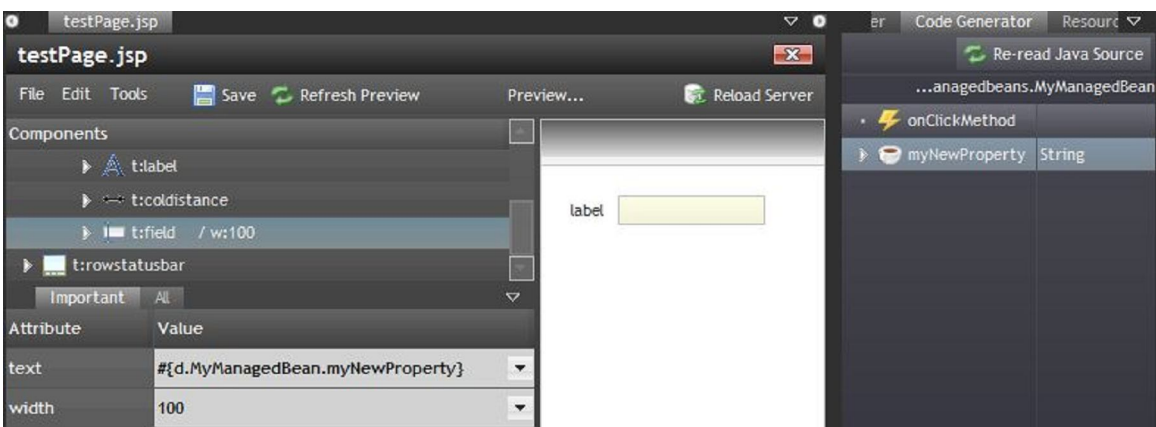 testPage.jsp
testPage.jsp
File Edit Tools Save Refresh Preview Preview... Reload Server
Components
t:label
t:coldistance
t:field / w:100
t:rowstatusbar
Important All
Attribute Value
text #{d.MyManagedBean.myNewProperty}
width 100
label
er Code Generator Resourc
Re-read Java Source
...anagedbeans.MyManagedBean
onClickMethod
myNewProperty String